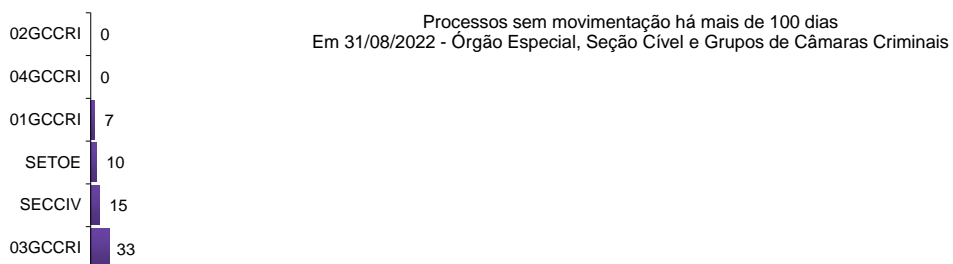 Processos sem movimentação há mais de 100 dias
Em 31/08/2022 - Órgão Especial, Seção Cível e Grupos de Câmaras Criminais
02GCCRI 0
04GCCRI 0
01GCCRI 7
SETOE 10
SECCIV 15
03GCCRI 33